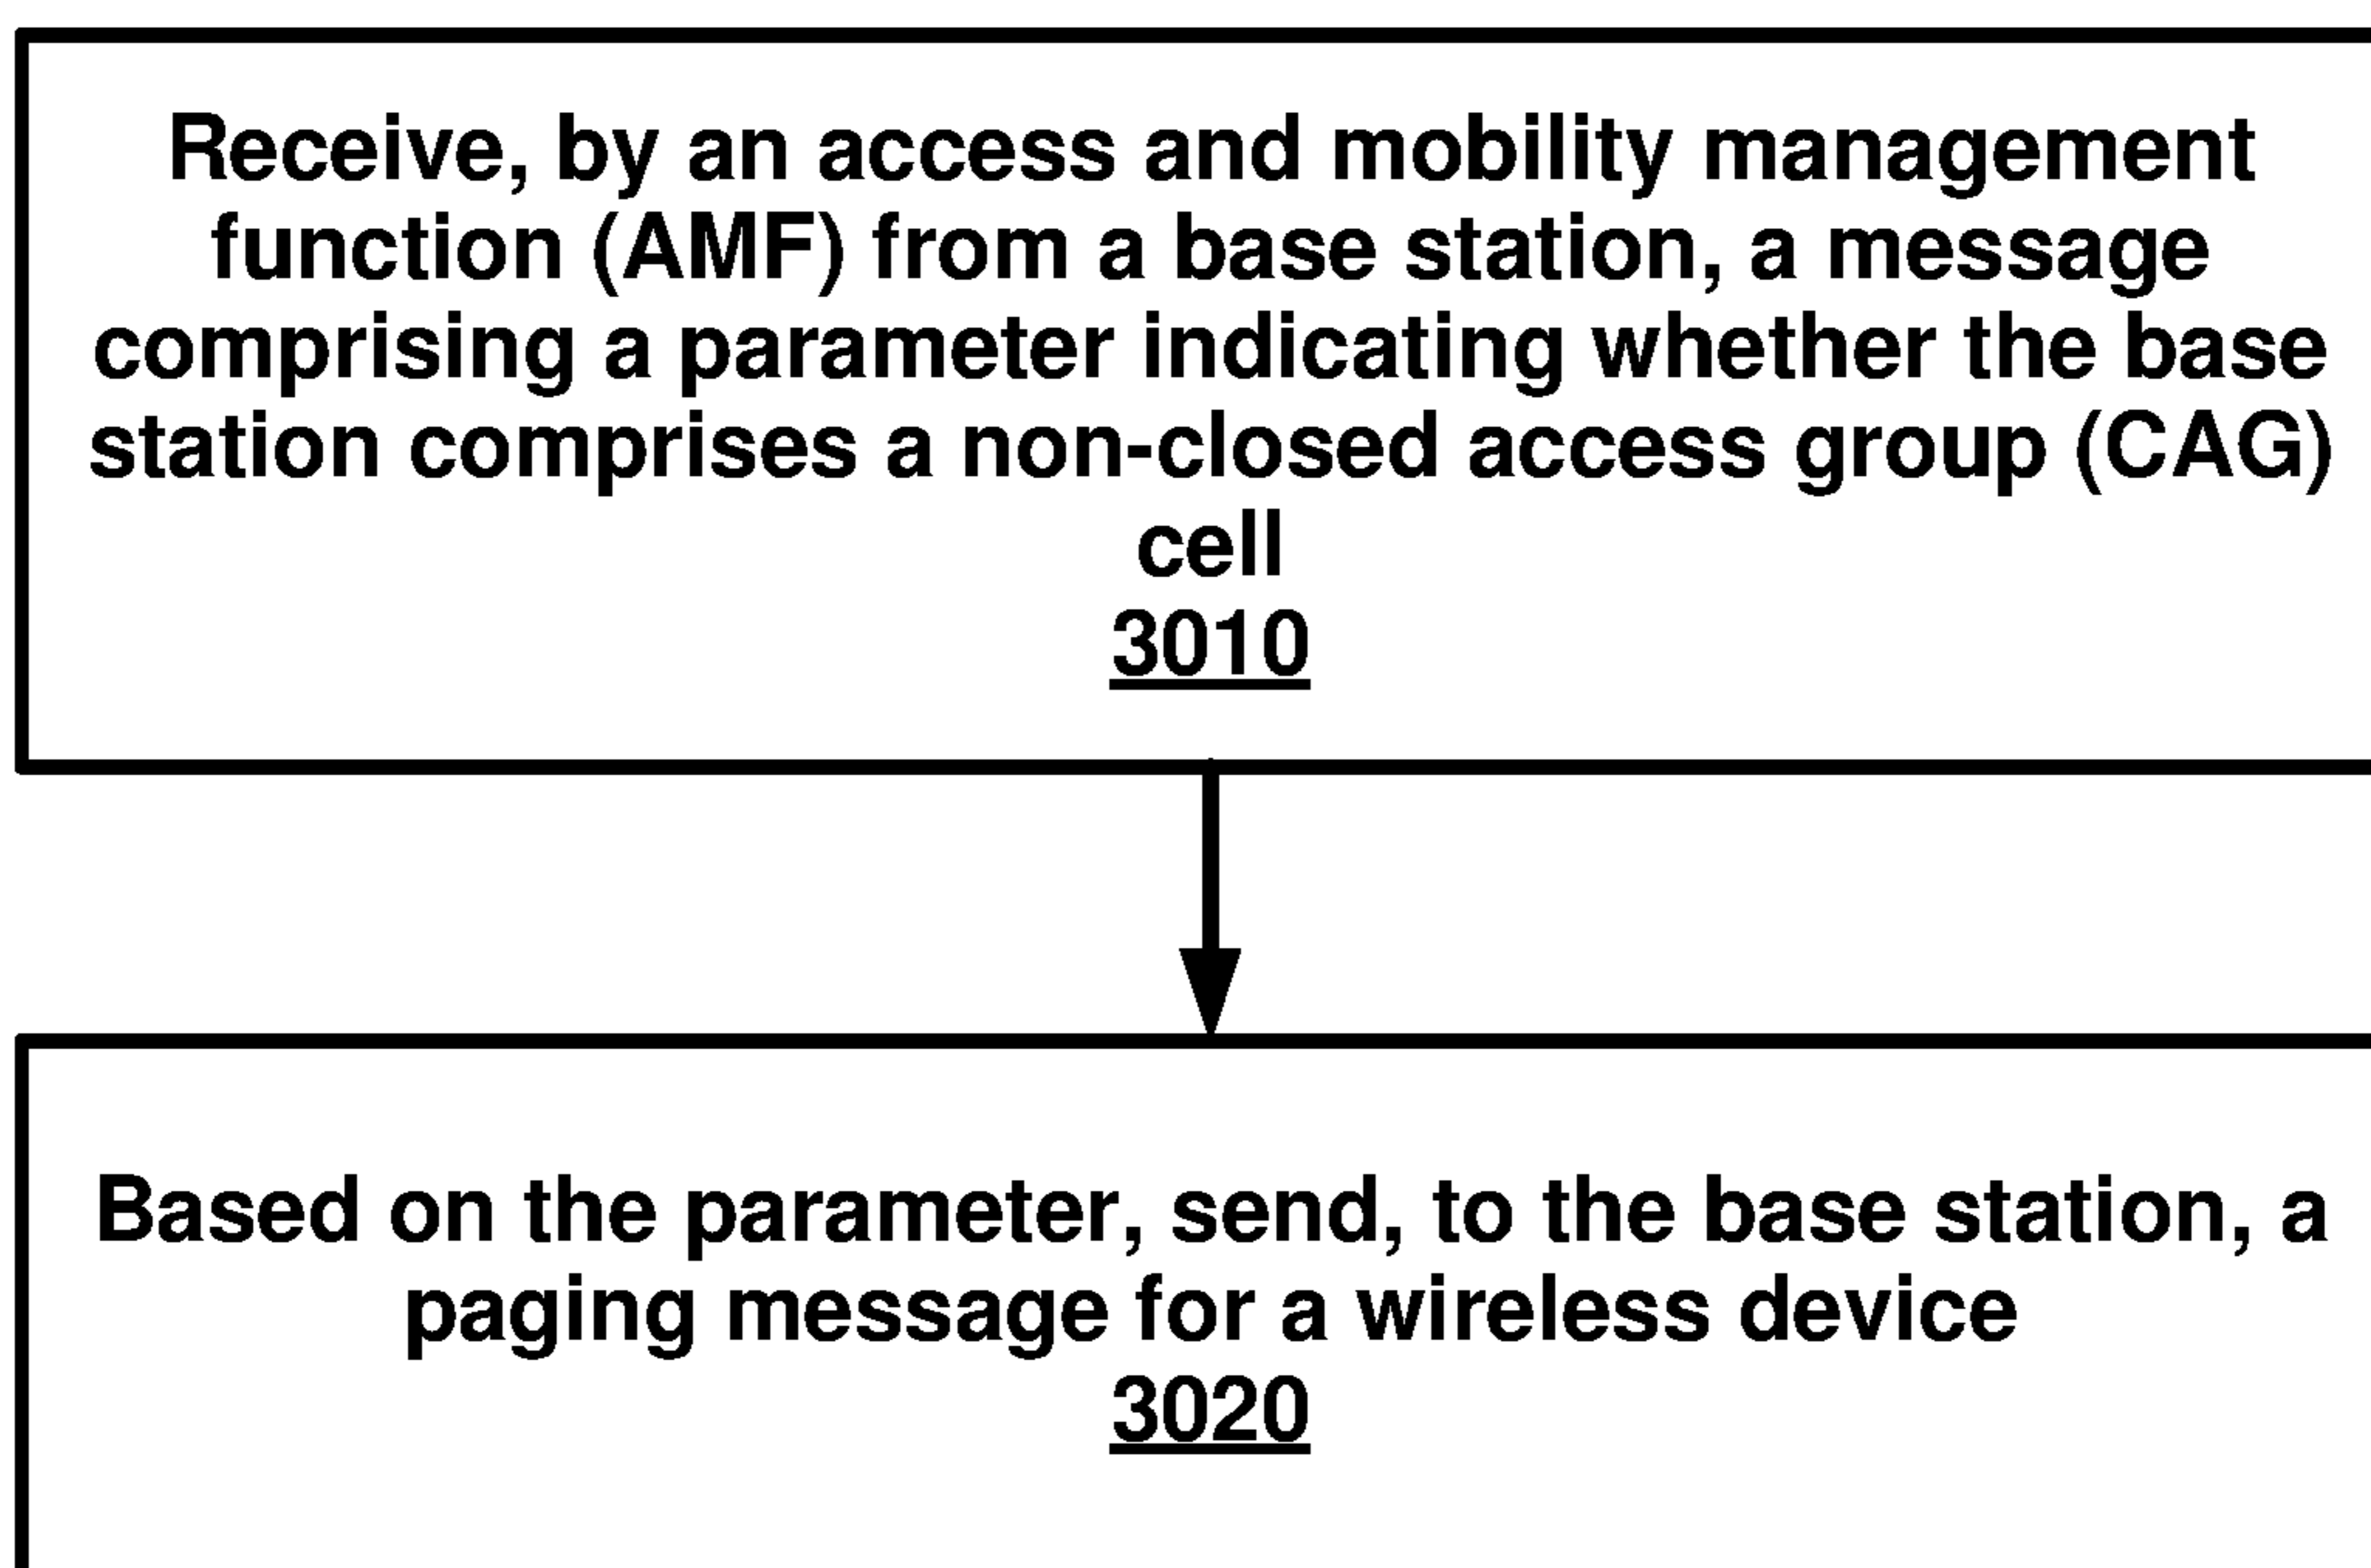 Receive, by an access and mobility management
function (AMF) from a base station, a message
comprising a parameter indicating whether the base
station comprises a non-closed access group (CAG)
cell
3010
Based on the parameter, send, to the base station, a
paging message for a wireless device
3020